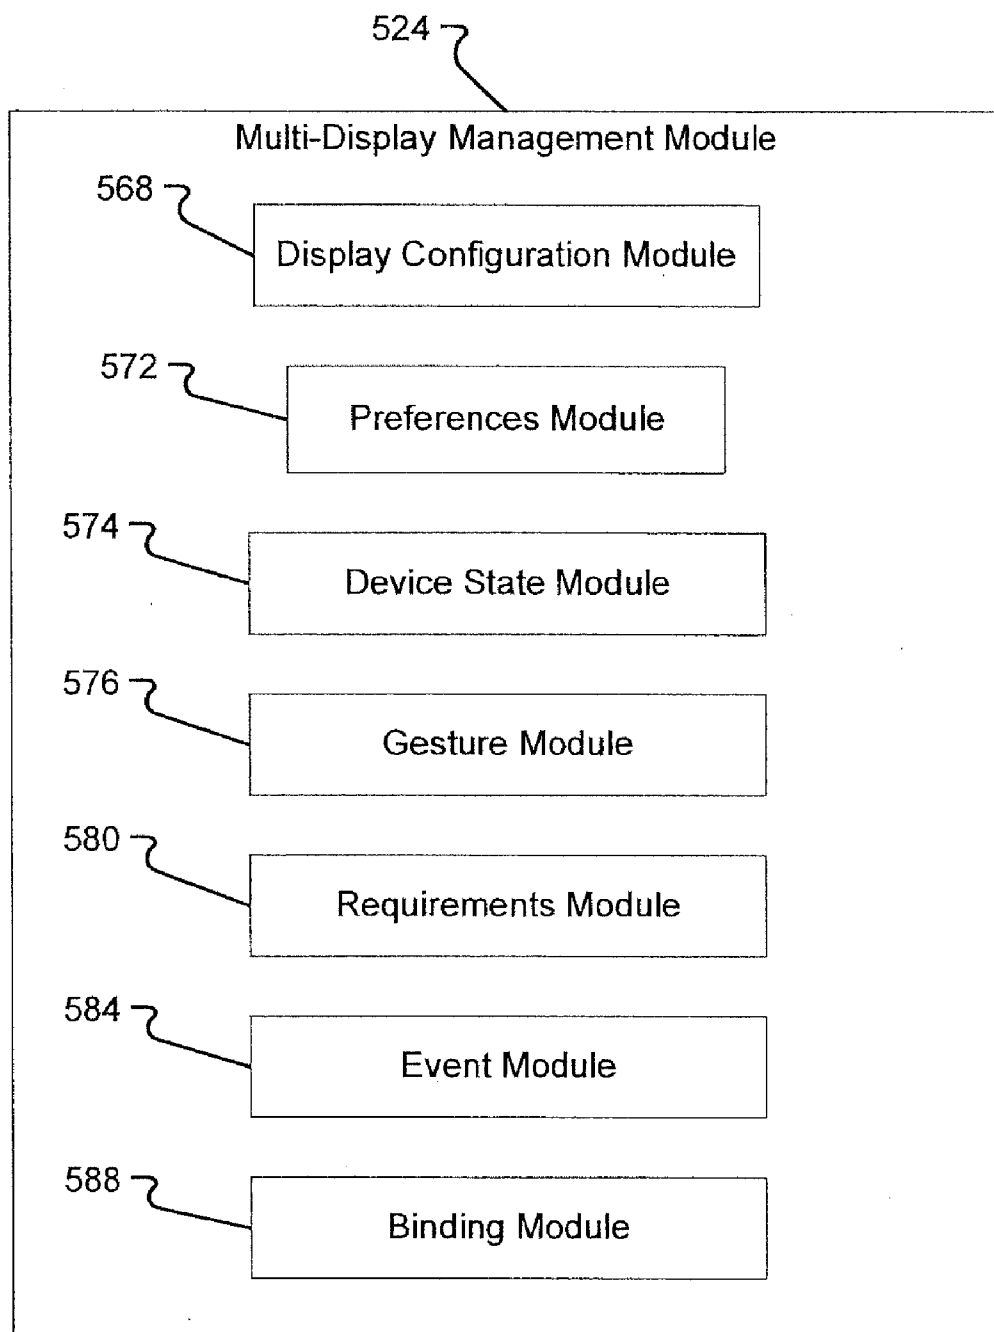 524
Multi-Display Management Module
568
Display Configuration Module
572
Preferences Module
574
Device State Module
576
Gesture Module
580
Requirements Module
584
Event Module
588
Binding Module